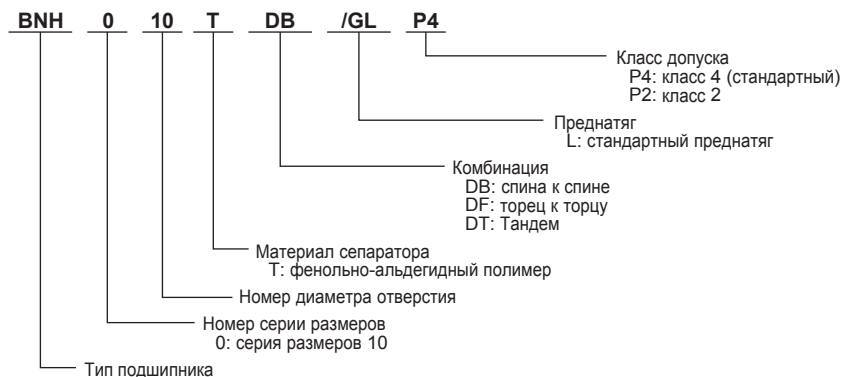 BNH 0 10 T DB /GL P4
Класс допуска
P4: класс 4 (стандартный)
P2: класс 2
Преднатяг
L: стандартный преднатяг
Комбинация
DB: спина к спине
DF: торец к торцу
DT: Тандем
Материал сепаратора
T: фенольно-альдегидный полимер
Номер диаметра отверстия
Номер серии размеров
0: серия размеров 10
Тип подшипника